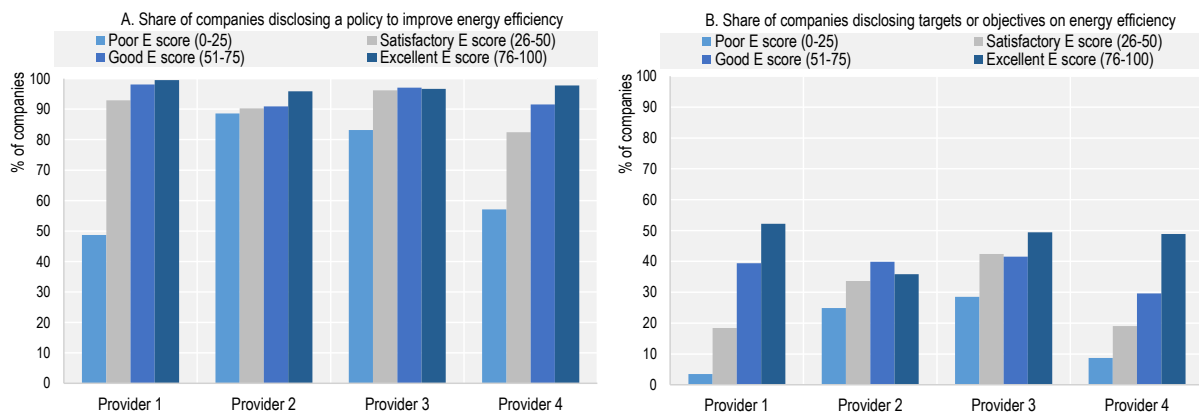 A. Share of companies disclosing a policy to improve energy efficiency
Poor E score (0-25) Satisfactory E score (26-50)
Good E score (51-75) Excellent E score (76-100)
% of companies
100
90
80
70
60
50
40
30
20
10
0
Provider 1 Provider 2 Provider 3 Provider 4
B. Share of companies disclosing targets or objectives on energy efficiency
Poor E score (0-25) Satisfactory E score (26-50)
Good E score (51-75) Excellent E score (76-100)
% of companies
100
90
80
70
60
50
40
30
20
10
0
Provider 1 Provider 2 Provider 3 Provider 4